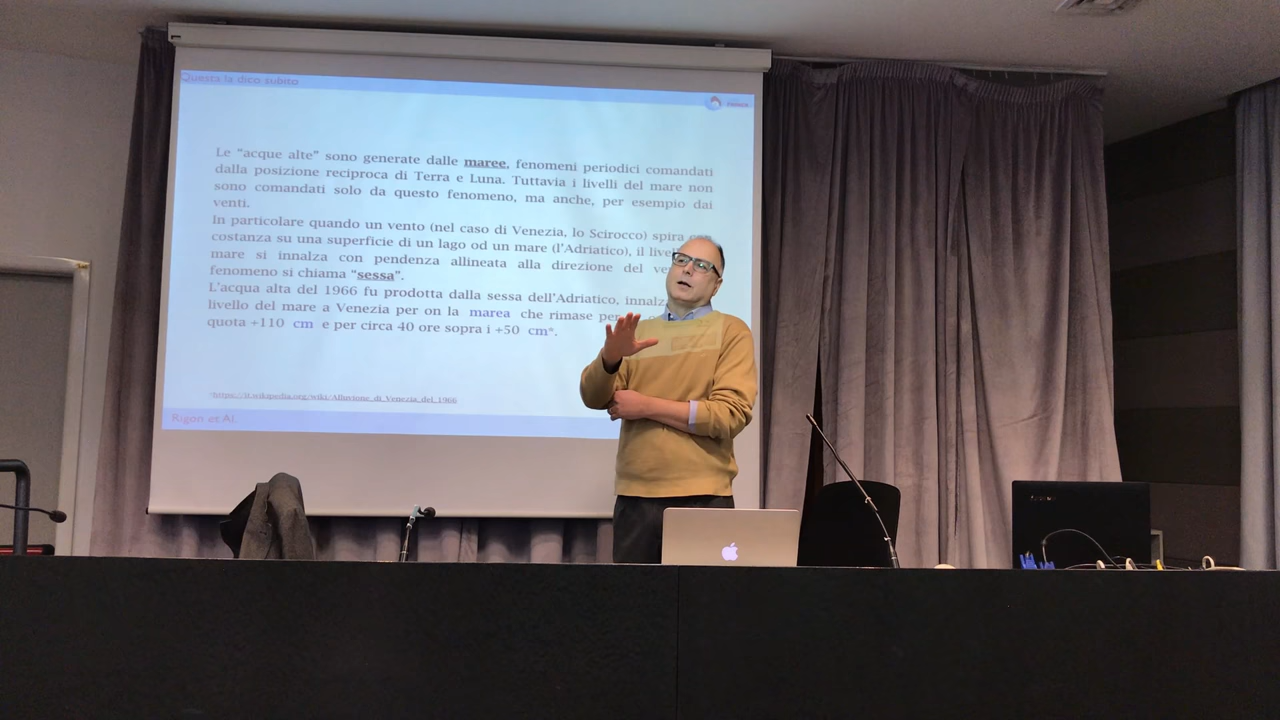 Questa la dico subito
Le "acque alte" sono generate dalle maree, fenomeni periodici comandati
dalla posizione reciproca di Terra e Luna. Tuttavia i livelli del mare non
sono comandati solo da questo fenomeno, ma anche, per esempio dai
venti.
In particolare quando un vento (nel caso di Venezia, lo Scirocco) spira
costanza su una superficie di un lago od un mare (l'Adriatico), il
mare si innalza con pendenza allineata alla direzione del
fenomeno si chiama "sessa".
L'acqua alta del 1966 fu prodotta dalla sessa dell'Adriatico,
livello del mare a Venezia per on la marea che rimase per
quota +110 cm e per circa 40 ore sopra i +50 cm*.
*https://it.wikipedia.org/wiki/Alluvione_di_Venezia_del_1966
Rigon et Al.